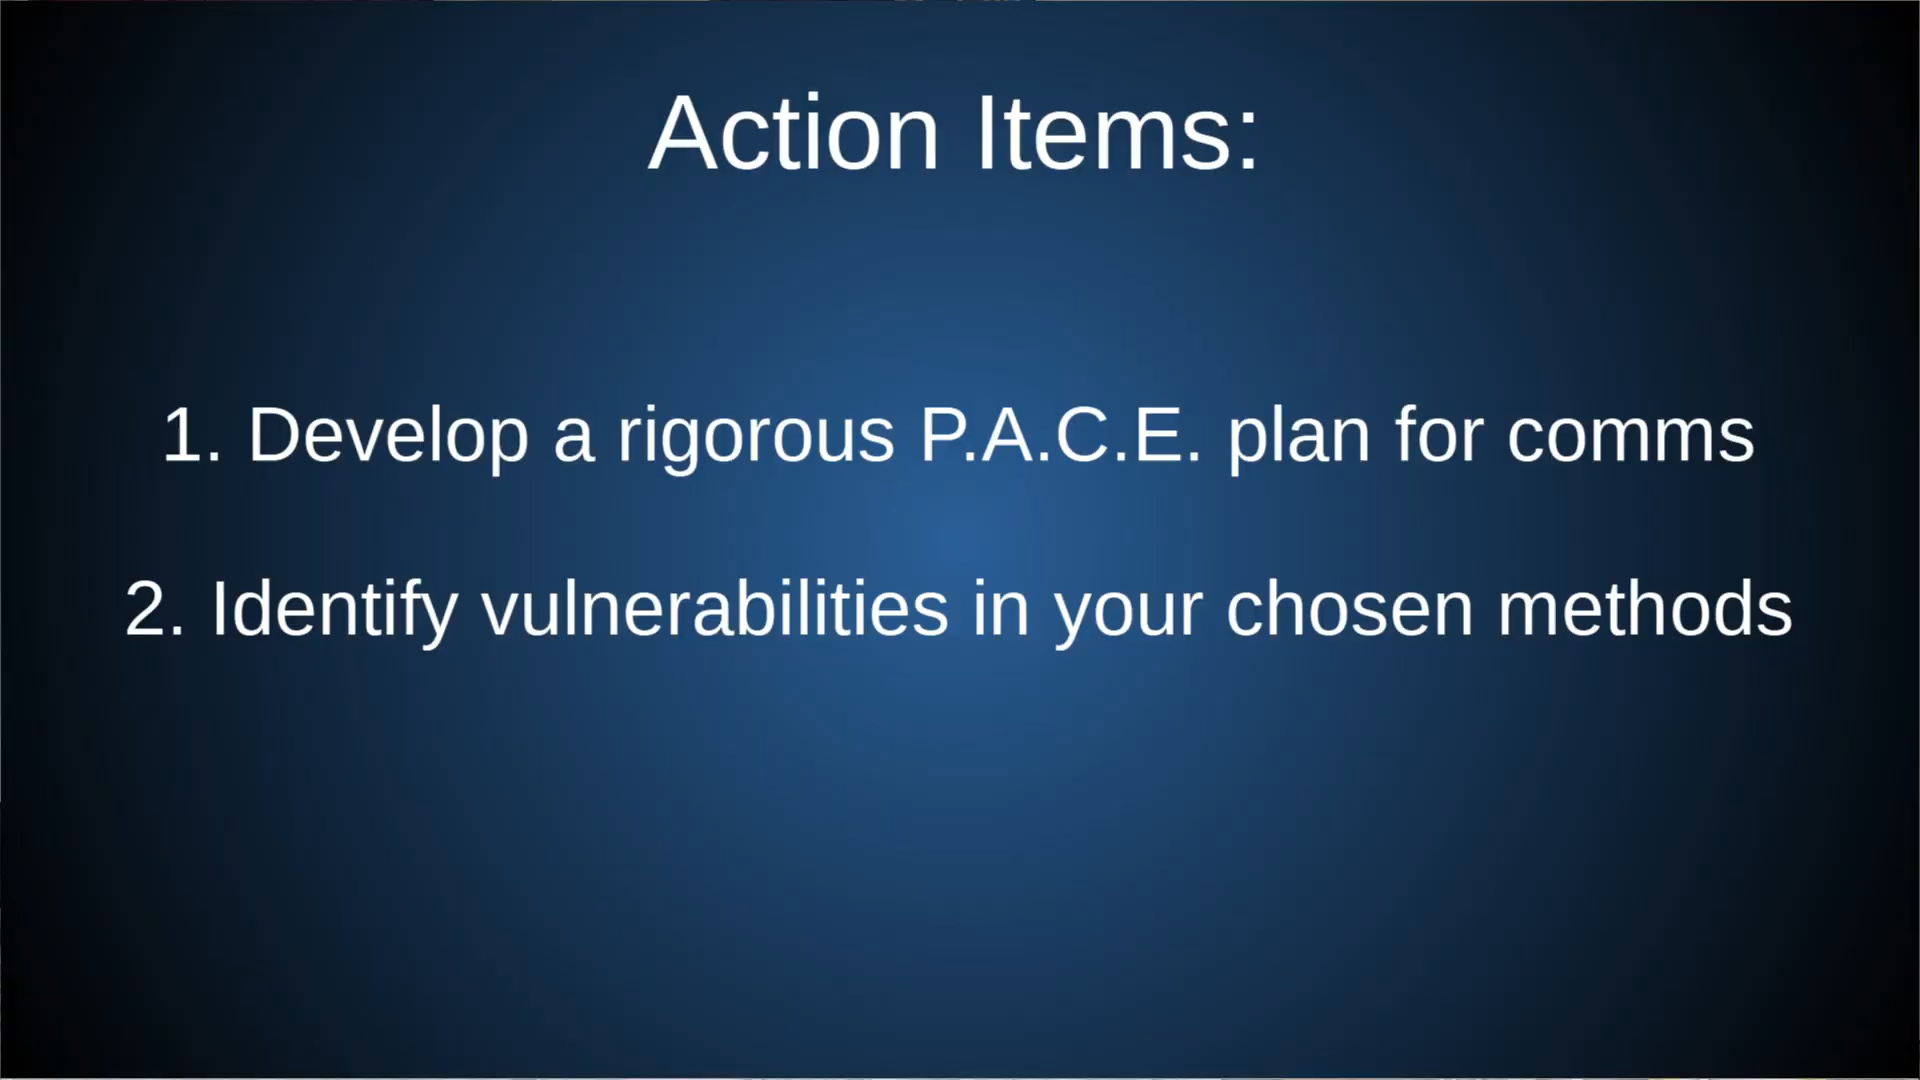 Action Items:
1. Develop a rigorous P.A.C.E. plan for comms
2. Identify vulnerabilities in your chosen methods